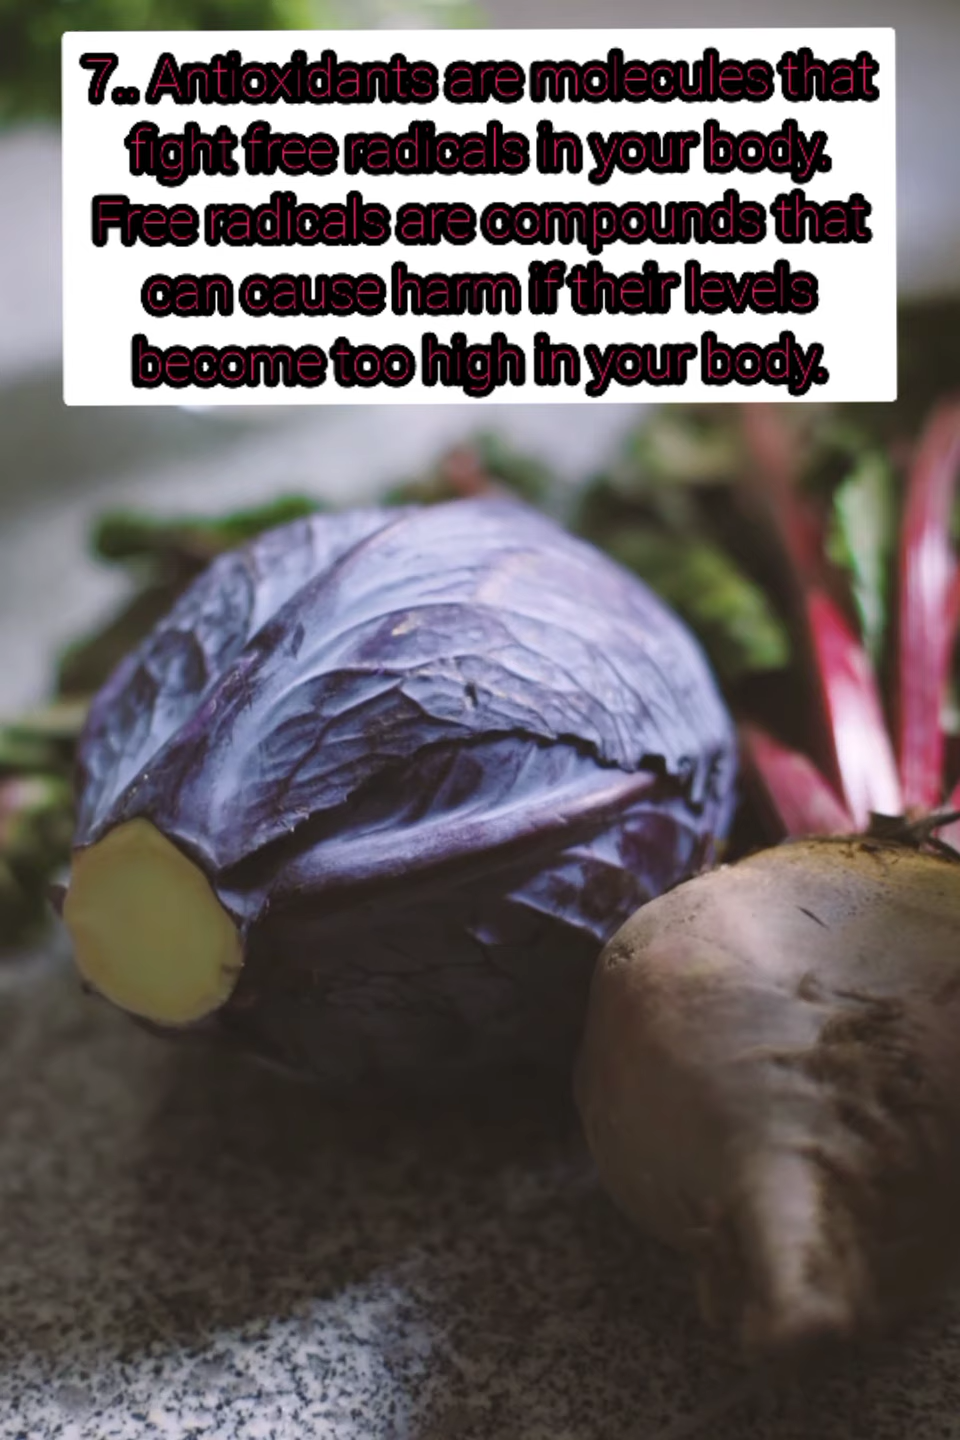 7.. Antioxidants are molecules that
fight free radicals in your body.
Free radicals are compounds that
can cause harm if their levels
become too high in your body.